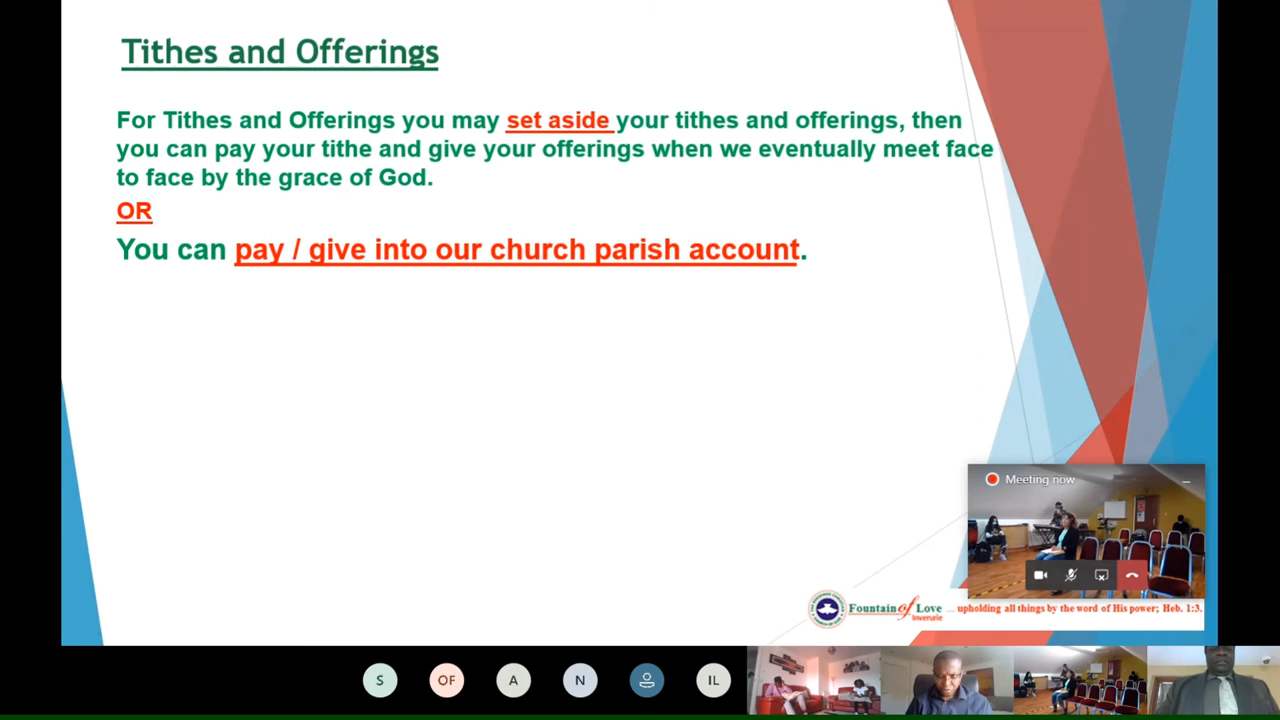 Tithes and Offerings
For Tithes and Offerings you may set aside your tithes and offerings, then
you can pay your tithe and give your offerings when we eventually meet face
to face by the grace of God.
OR
You can pay / give into our church parish account.
Meeting now
Fountain of Love
Inverurie
... upholding all things by the word of His power; Heb. 1:3.
S OF A N IL